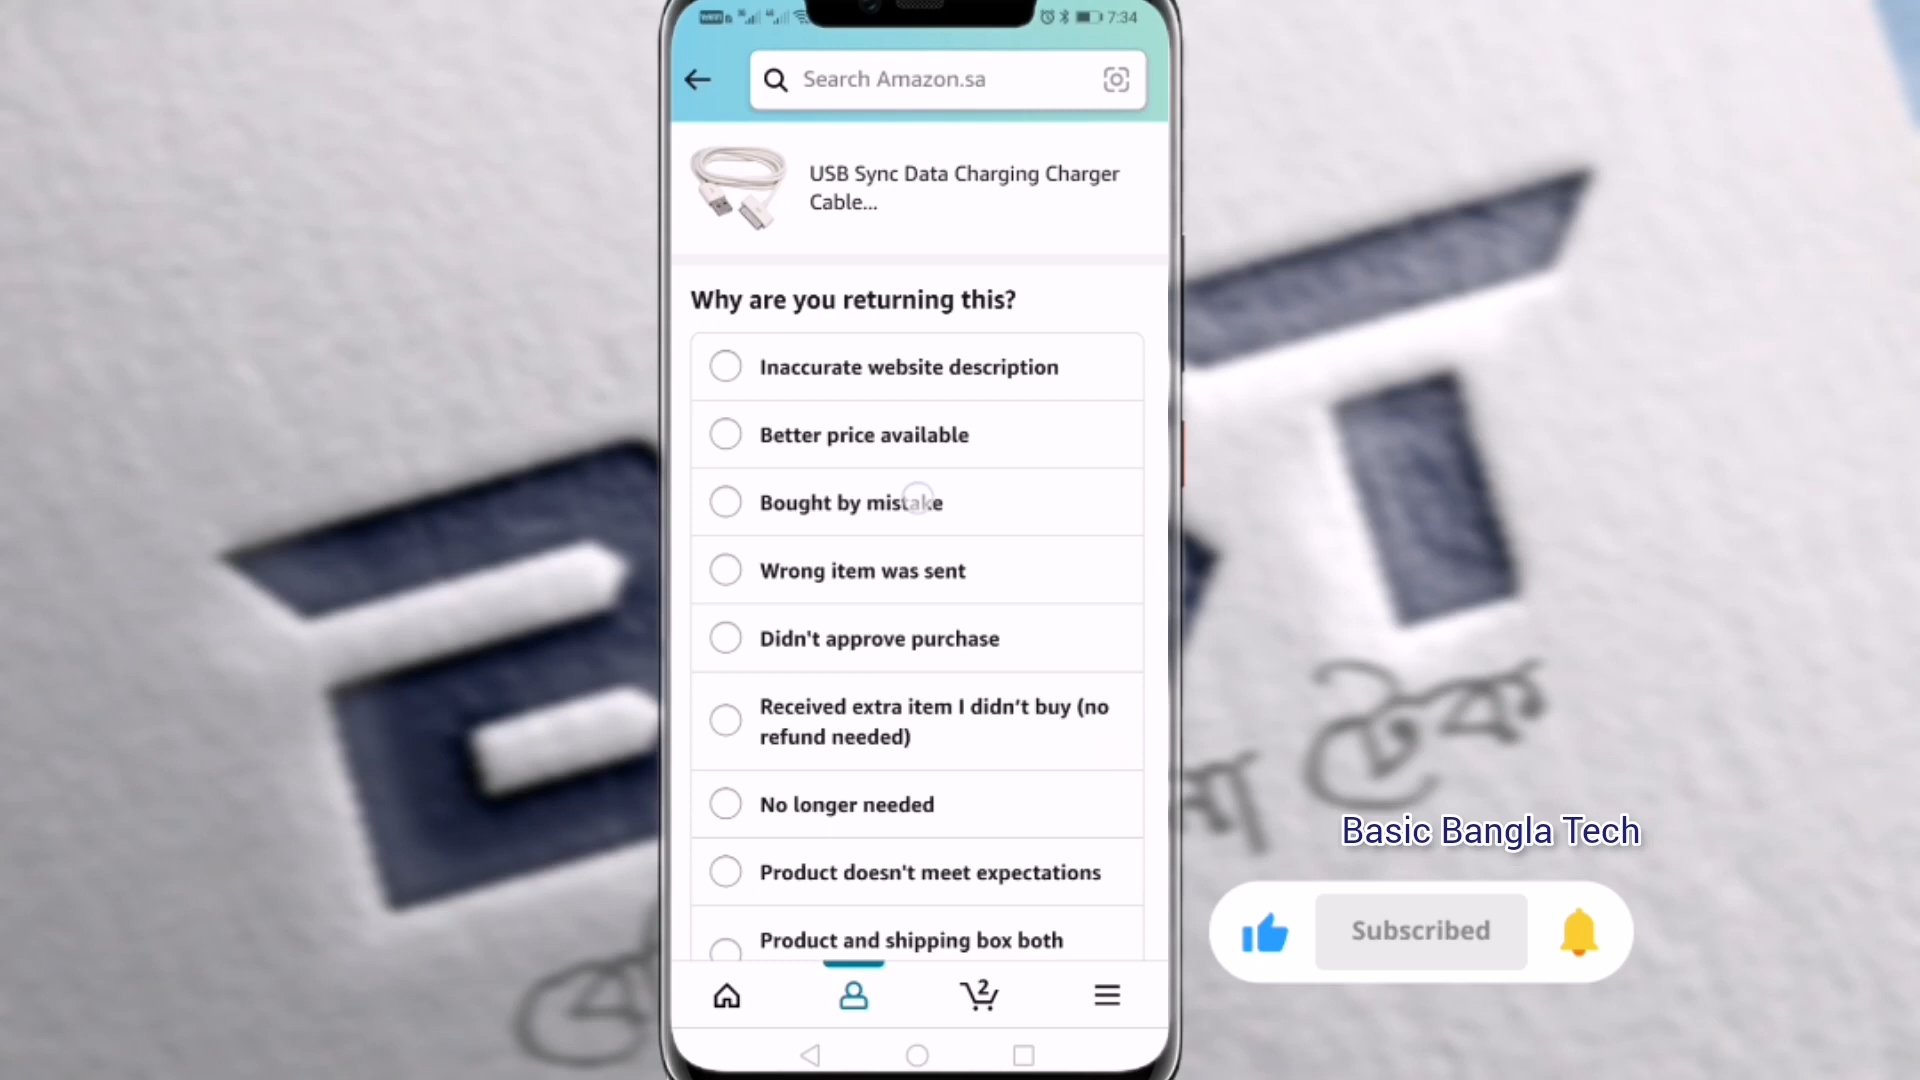 7:34
Search Amazon.sa
USB Sync Data Charging Charger
Cable...
Why are you returning this?
Inaccurate website description
Better price available
Bought by mistake
Wrong item was sent
Didn't approve purchase
Received extra item I didn’t buy (no
refund needed)
No longer needed
Product doesn't meet expectations
Product and shipping box both
2
টেক
Basic Bangla Tech
Subscribed